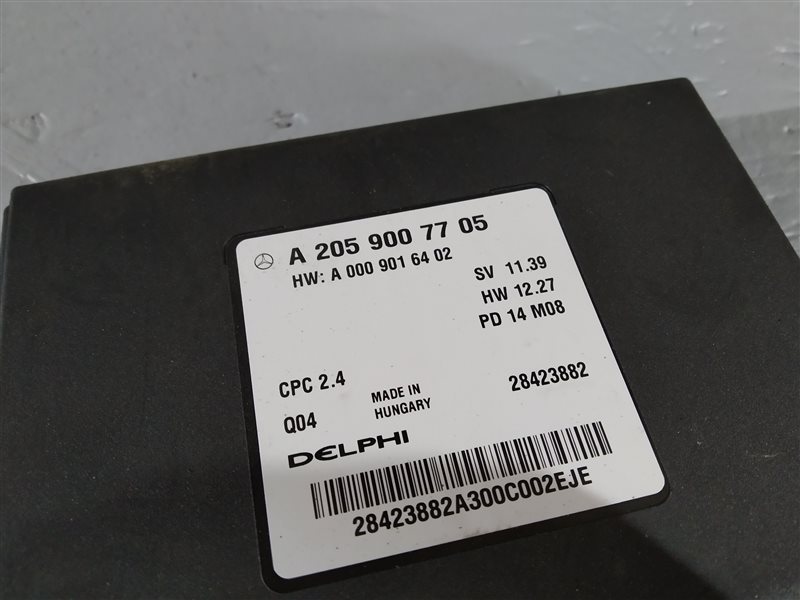 A 205 900 77 05
HW: A 000 901 64 02
SV 11.39
HW 12.27
PD 14 M08
CPC 2.4
MADE IN
HUNGARY
28423882
Q04
DELPHI
28423882A300C002EJE